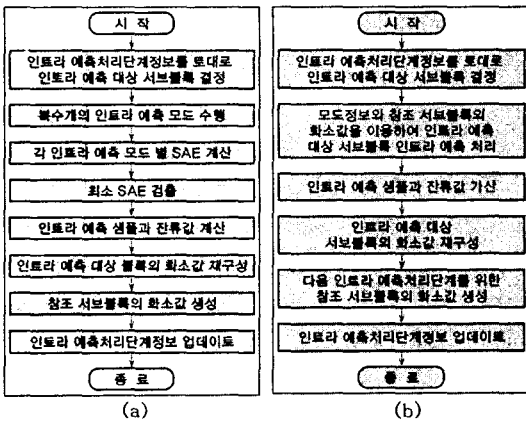 시 작
인트라 예측처리단계정보를 토대로
인트라 예측 대상 서브블록 결정
복수개의 인트라 예측 모드 수행
각 인트라 예측 모드 별 SAE 계산
최소 SAE 검출
인트라 예측 샘플과 잔류값 계산
인트라 예측 대상 블록의 화소값 재구성
참조 서브블록의 화소값 생성
인트라 예측처리단계정보 업데이트
종 료
(a)
시 작
인트라 예측처리단계정보를 토대로
인트라 예측 대상 서브블록 결정
모드정보와 참조 서브블록의
화소값을 이용하여 인트라 예측
대상 서브블록 인트라 예측 처리
인트라 예측 샘플과 잔류값 가산
인트라 예측 대상
서브블록의 화소값 재구성
다음 인트라 예측처리단계를 위한
참조 서브블록의 화소값 생성
인트라 예측처리단계정보 업데이트
종 료
(b)